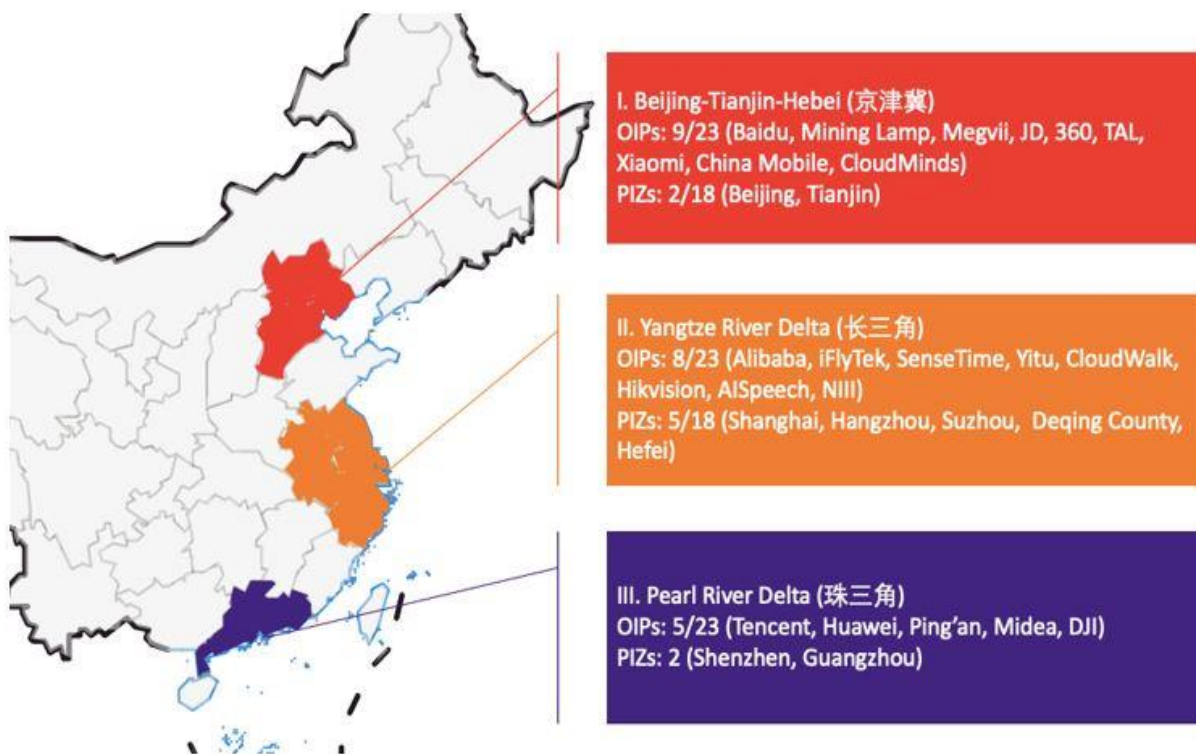 I. Beijing-Tianjin-Hebei (京津冀)
OIPs: 9/23 (Baidu, Mining Lamp, Megvii, JD, 360, TAL,
Xiaomi, China Mobile, CloudMinds)
PIZs: 2/18 (Beijing, Tianjin)
II. Yangtze River Delta (长三角)
OIPs: 8/23 (Alibaba, iFlyTek, SenseTime, Yitu, CloudWalk,
Hikvision, AISpeech, NIII)
PIZs: 5/18 (Shanghai, Hangzhou, Suzhou,  Deqing County,
Hefei)
III. Pearl River Delta (珠三角)
OIPs: 5/23 (Tencent, Huawei, Ping’an, Midea, DJI)
PIZs: 2 (Shenzhen, Guangzhou)